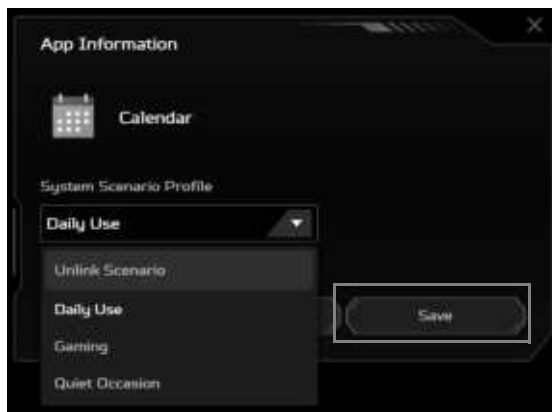 App Information
Calendar
System Scenario Profile
Daily Use
Unlink Scenario
Daily Use
Gaming
Quiet Occasion
Save